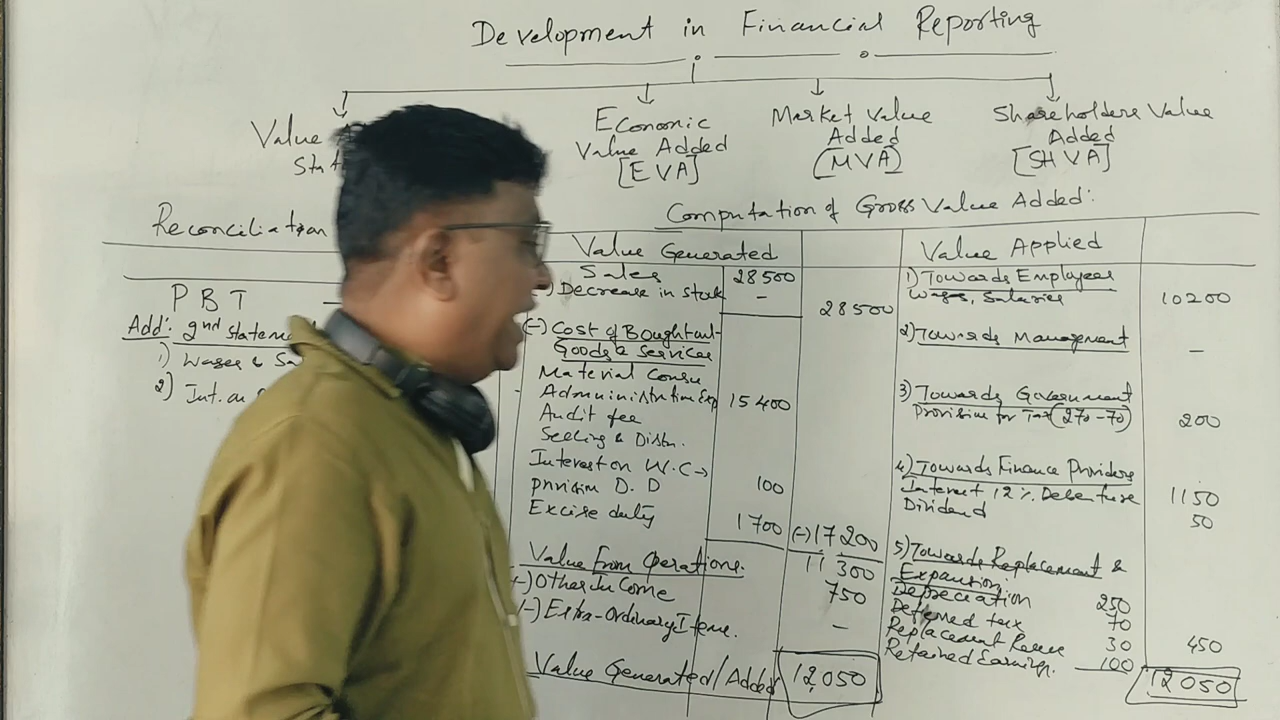 Development in Financial Reporting
Value
Economic
Value Added
[EVA]
Market Value
Added
(MVA)
Shareholders Value
Added
[SHVA]
Reconciliation
PBT
Add: 2nd statem
1) Wages & Sa
2) Int. on
Computation of Gross Value Added:
Value Generated
Value Applied
Sales 28500
Decrease in stock - 28500
(-) Cost of Bought out
Goods & Services
Material Consu
Administration Exp 15400
Audit fee
Selling & Distn.
Interest on W.C →
provision D.D 100
Excise duty 1700 (-) 17200
Value From Operations. 11300
(+) Other Income 750
(-) Extra-Ordinary Items. -
Value Generated/Added 12,050
1) Towards Employees
Wages, Salaries 10200
2) Towards Management -
3) Towards Government
Provision for Tax (270-70) 200
4) Towards Finance Providers
Interest 12% Debenture 1150
Dividend 50
5) Towards Replacement &
Expansion
Depreciation 250
Deferred tax 70
Replacement Reserve 30 450
Retained Earning. 100
12050